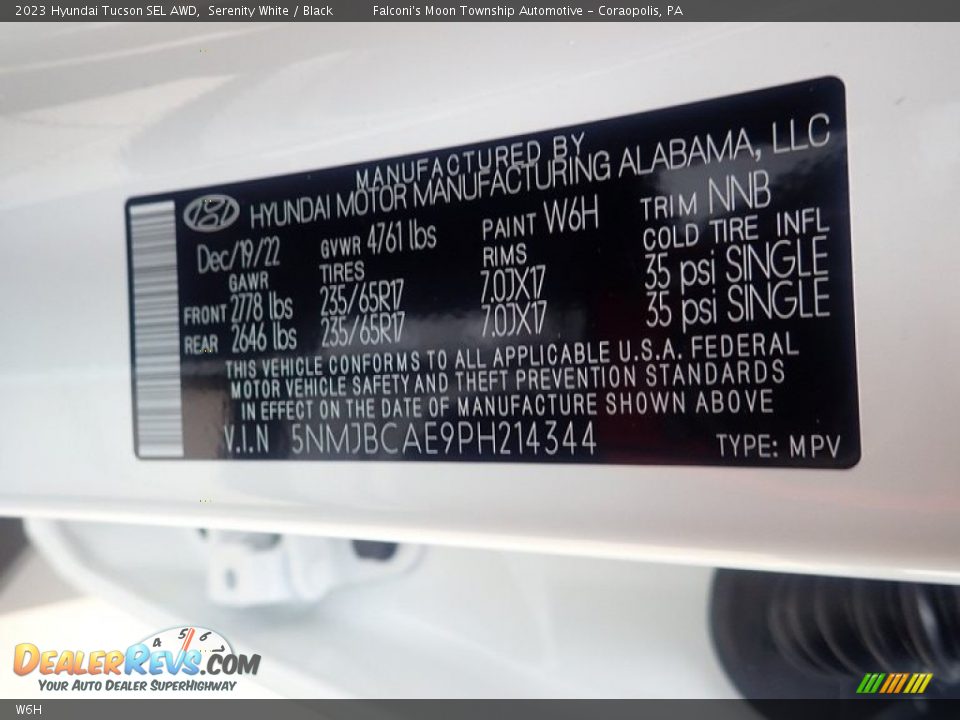 2023 Hyundai Tucson SEL AWD, Serenity White / Black Falconi's Moon Township Automotive - Coraopolis, PA
MANUFACTURED BY
HYUNDAI MOTOR MANUFACTURING ALABAMA, LLC
Dec/19/22 GVWR 4761 lbs PAINT W6H TRIM NNB
GAWR TIRES RIMS COLD TIRE INFL
FRONT 2778 lbs 235/65R17 7.0JX17 35 psi SINGLE
REAR 2646 lbs 235/65R17 7.0JX17 35 psi SINGLE
THIS VEHICLE CONFORMS TO ALL APPLICABLE U.S.A. FEDERAL
MOTOR VEHICLE SAFETY AND THEFT PREVENTION STANDARDS
IN EFFECT ON THE DATE OF MANUFACTURE SHOWN ABOVE
V.I.N 5NMJBCAE9PH214344 TYPE: MPV
4 5 6
DEALERREVS.COM
YOUR AUTO DEALER SUPERHIGHWAY
W6H